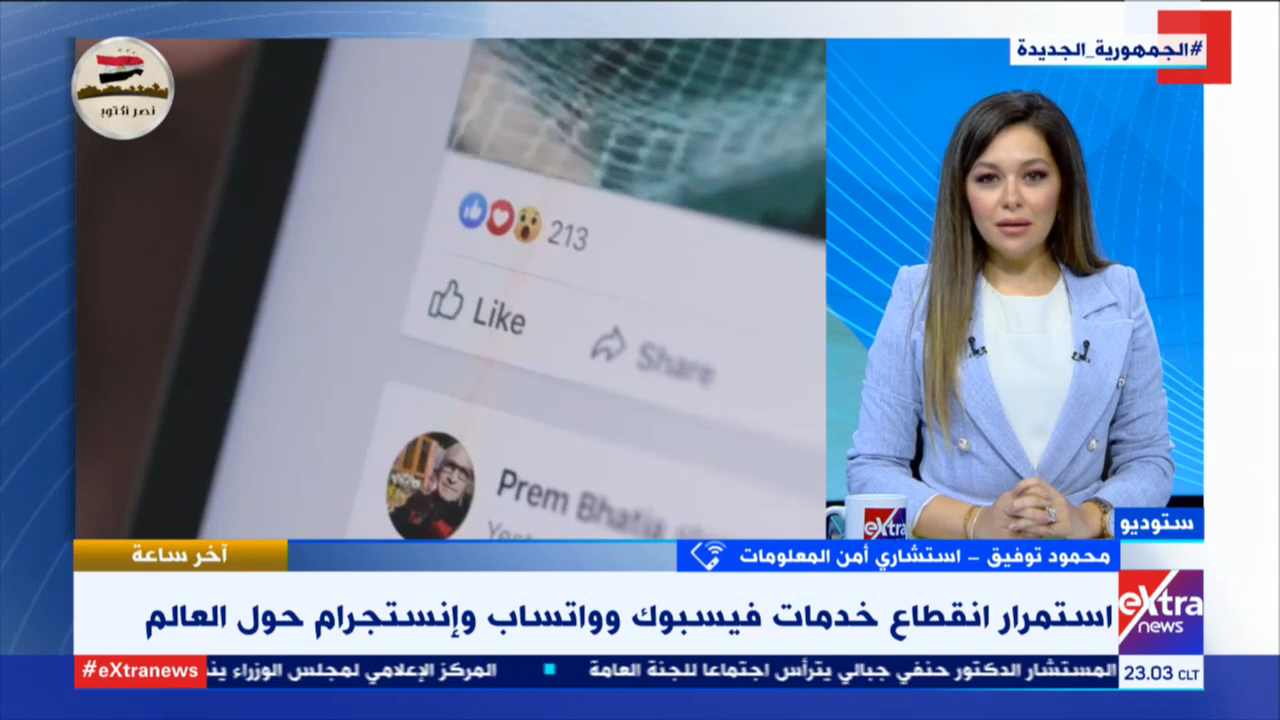 #الجمهورية_الجديدة
نصر أكتوبر
213
Like
Share
Prem Bhatia
ستوديو
eXtra
آخر ساعة
محمود توفيق – استشاري أمن المعلومات
استمرار انقطاع خدمات فيسبوك وواتساب وإنستجرام حول العالم
eXtra
news
#eXtranews
المستشار الدكتور حنفي جبالي يترأس اجتماعا للجنة العامة
المركز الإعلامي لمجلس الوزراء
23.03 CLT